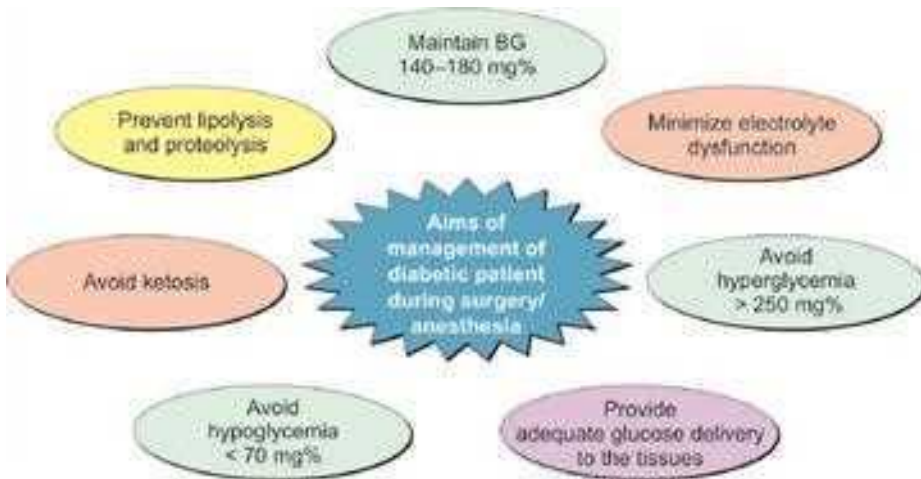 Maintain BG
140–180 mg%
Prevent lipolysis
and proteolysis
Minimize electrolyte
dysfunction
Aims of
management of
diabetic patient
during surgery/
anesthesia
Avoid ketosis
Avoid
hyperglycemia
> 250 mg%
Avoid
hypoglycemia
< 70 mg%
Provide
adequate glucose delivery
to the tissues